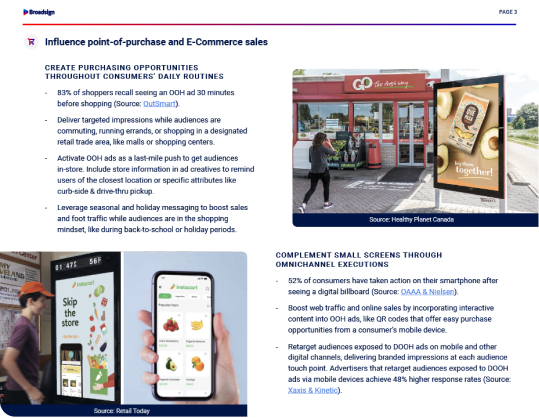 Broadsign
PAGE 3
Influence point-of-purchase and E-Commerce sales
CREATE PURCHASING OPPORTUNITIES
THROUGHOUT CONSUMERS' DAILY ROUTINES
- 83% of shoppers recall seeing an OOH ad 30 minutes
before shopping (Source: OutSmart).
- Deliver targeted impressions while audiences are
commuting, running errands, or shopping in a designated
retail trade area, like malls or shopping centers.
- Activate OOH ads as a last-mile push to get audiences
in-store. Include store information in ad creatives to remind
users of the closest location or specific attributes like
curb-side & drive-thru pickup.
- Leverage seasonal and holiday messaging to boost sales
and foot traffic while audiences are in the shopping
mindset, like during back-to-school or holiday periods.
GO
together!
Source: Healthy Planet Canada
01:47
56F
Skip
the
store
instacart
Source: Retail Today
COMPLEMENT SMALL SCREENS THROUGH
OMNICHANNEL EXECUTIONS
- 52% of consumers have taken action on their smartphone after
seeing a digital billboard (Source: OAAA & Nielsen).
- Boost web traffic and online sales by incorporating interactive
content into OOH ads, like QR codes that offer easy purchase
opportunities from a consumer's mobile device.
- Retarget audiences exposed to DOOH ads on mobile and other
digital channels, delivering branded impressions at each audience
touch point. Advertisers that retarget audiences exposed to DOOH
ads via mobile devices achieve 48% higher response rates (Source:
Xaxis & Kinetic).